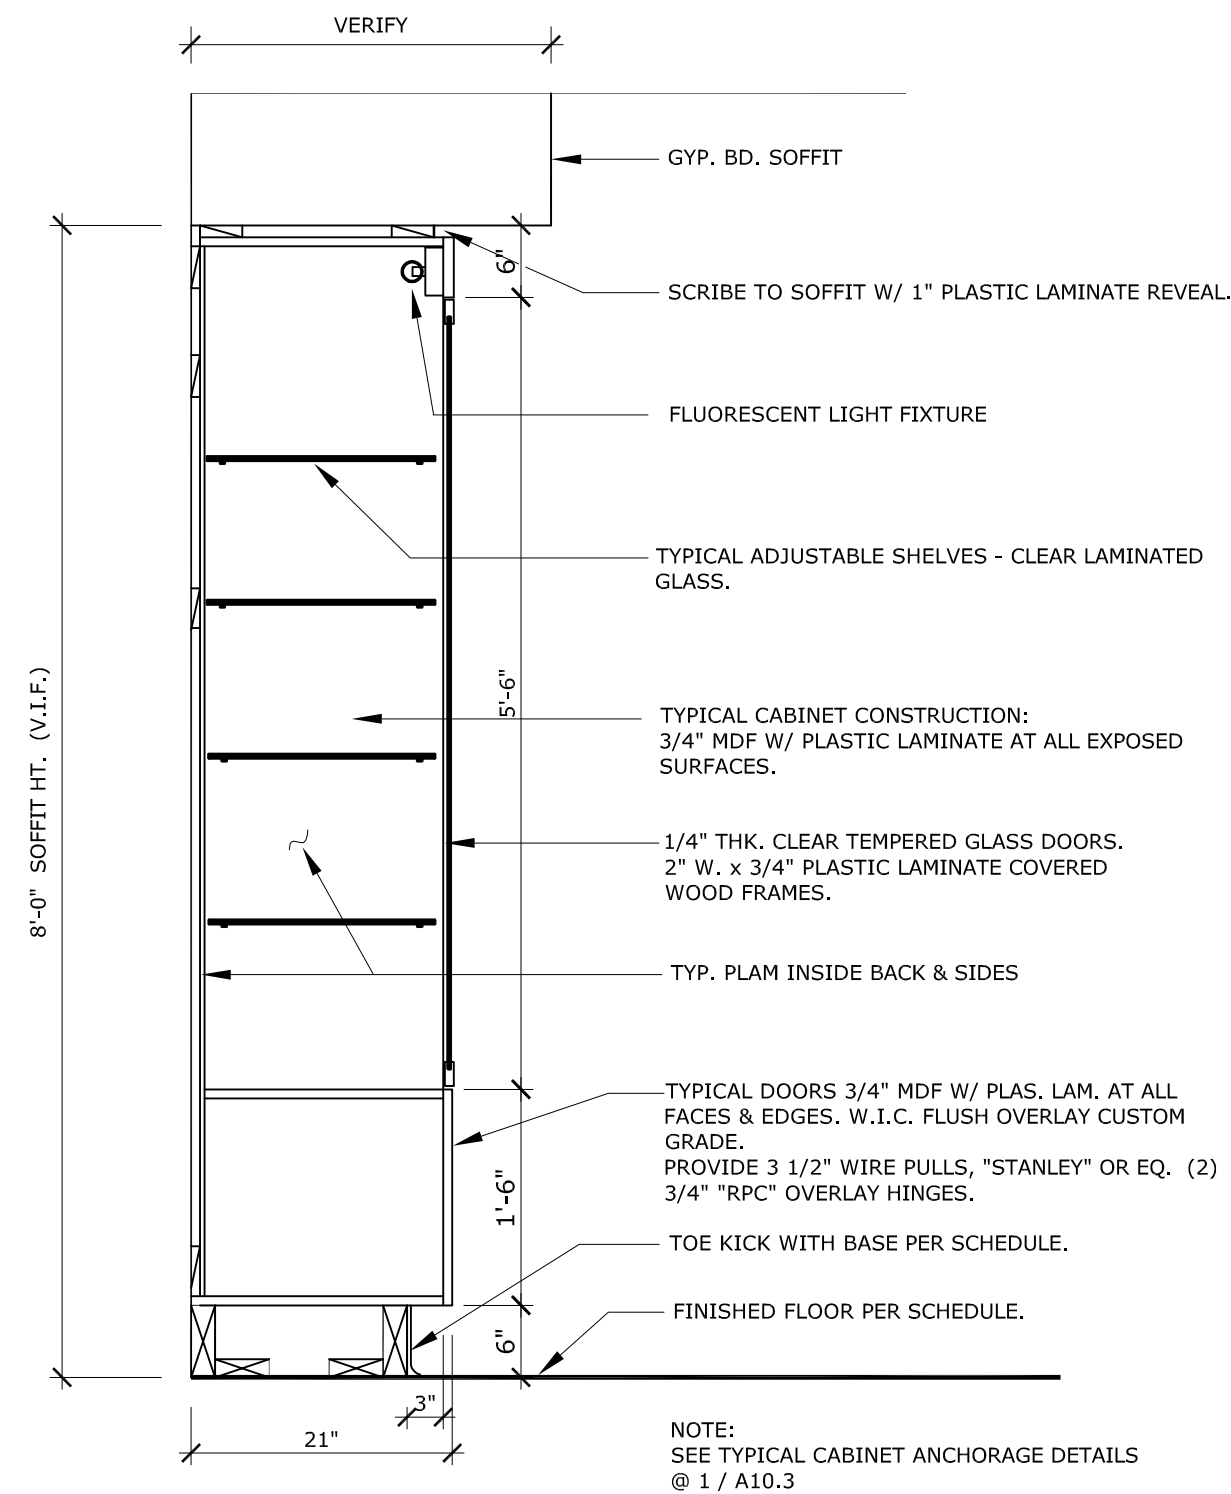 VERIFY
GYP. BD. SOFFIT
6"
SCRIBE TO SOFFIT W/ 1" PLASTIC LAMINATE REVEAL.
FLUORESCENT LIGHT FIXTURE
TYPICAL ADJUSTABLE SHELVES - CLEAR LAMINATED
GLASS.
8'-0" SOFFIT HT. (V.I.F.)
5'-6"
TYPICAL CABINET CONSTRUCTION:
3/4" MDF W/ PLASTIC LAMINATE AT ALL EXPOSED
SURFACES.
1/4" THK. CLEAR TEMPERED GLASS DOORS.
2" W. x 3/4" PLASTIC LAMINATE COVERED
WOOD FRAMES.
TYP. PLAM INSIDE BACK & SIDES
TYPICAL DOORS 3/4" MDF W/ PLAS. LAM. AT ALL
FACES & EDGES. W.I.C. FLUSH OVERLAY CUSTOM
GRADE.
PROVIDE 3 1/2" WIRE PULLS, "STANLEY" OR EQ. (2)
3/4" "RPC" OVERLAY HINGES.
1'-6"
TOE KICK WITH BASE PER SCHEDULE.
FINISHED FLOOR PER SCHEDULE.
6"
3"
21"
NOTE:
SEE TYPICAL CABINET ANCHORAGE DETAILS
@ 1 / A10.3